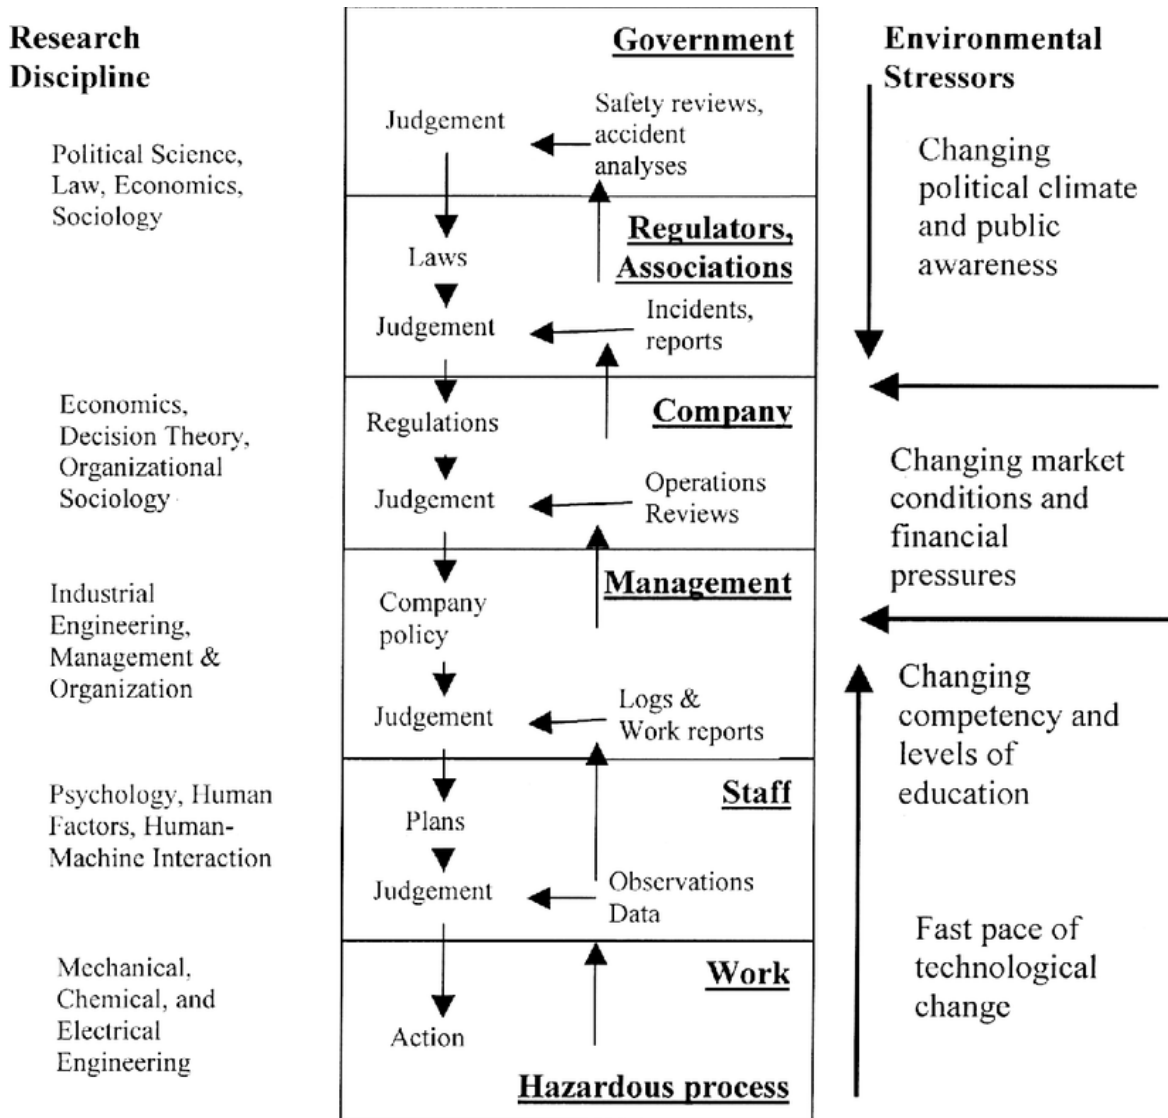 Research
Discipline
Political Science,
Law, Economics,
Sociology
Economics,
Decision Theory,
Organizational
Sociology
Industrial
Engineering,
Management &
Organization
Psychology, Human
Factors, Human-
Machine Interaction
Mechanical,
Chemical, and
Electrical
Engineering
Government
Judgement
Safety reviews,
accident
analyses
Regulators,
Associations
Laws
Judgement
Incidents,
reports
Company
Regulations
Judgement
Operations
Reviews
Management
Company
policy
Judgement
Logs &
Work reports
Staff
Plans
Judgement
Observations
Data
Work
Action
Hazardous process
Environmental
Stressors
Changing
political climate
and public
awareness
Changing market
conditions and
financial
pressures
Changing
competency and
levels of
education
Fast pace of
technological
change